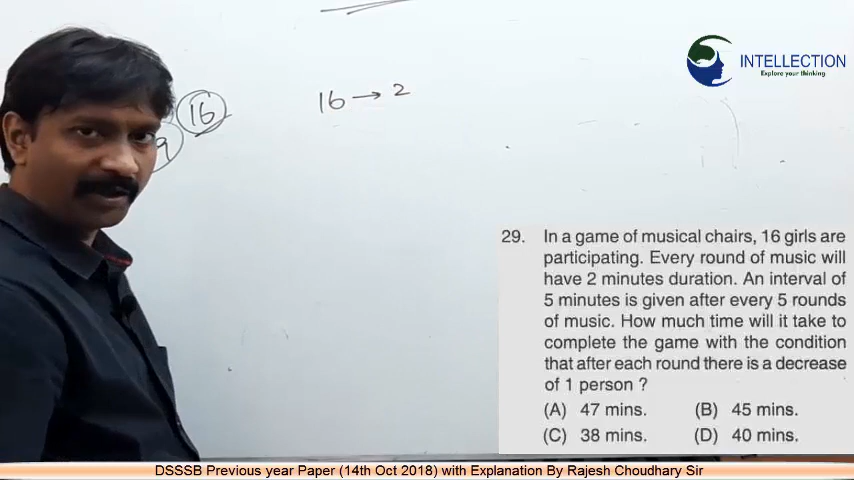 INTELLECTION
Explore your thinking
16
9
16 → 2
29. In a game of musical chairs, 16 girls are
participating. Every round of music will
have 2 minutes duration. An interval of
5 minutes is given after every 5 rounds
of music. How much time will it take to
complete the game with the condition
that after each round there is a decrease
of 1 person ?
(A) 47 mins. (B) 45 mins.
(C) 38 mins. (D) 40 mins.
DSSSB Previous year Paper (14th Oct 2018) with Explanation By Rajesh Choudhary Sir